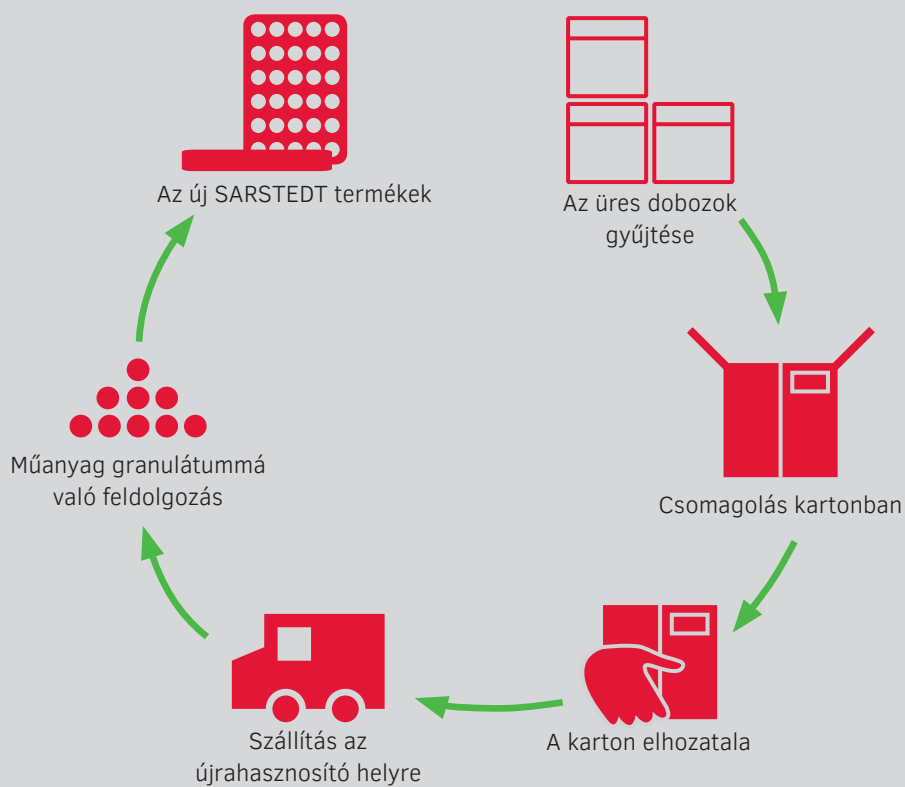 Az új SARSTEDT termékek
Az üres dobozok
gyűjtése
Csomagolás kartonban
A karton elhozatala
Szállítás az
újrahasznosító helyre
Műanyag granulátummá
való feldolgozás